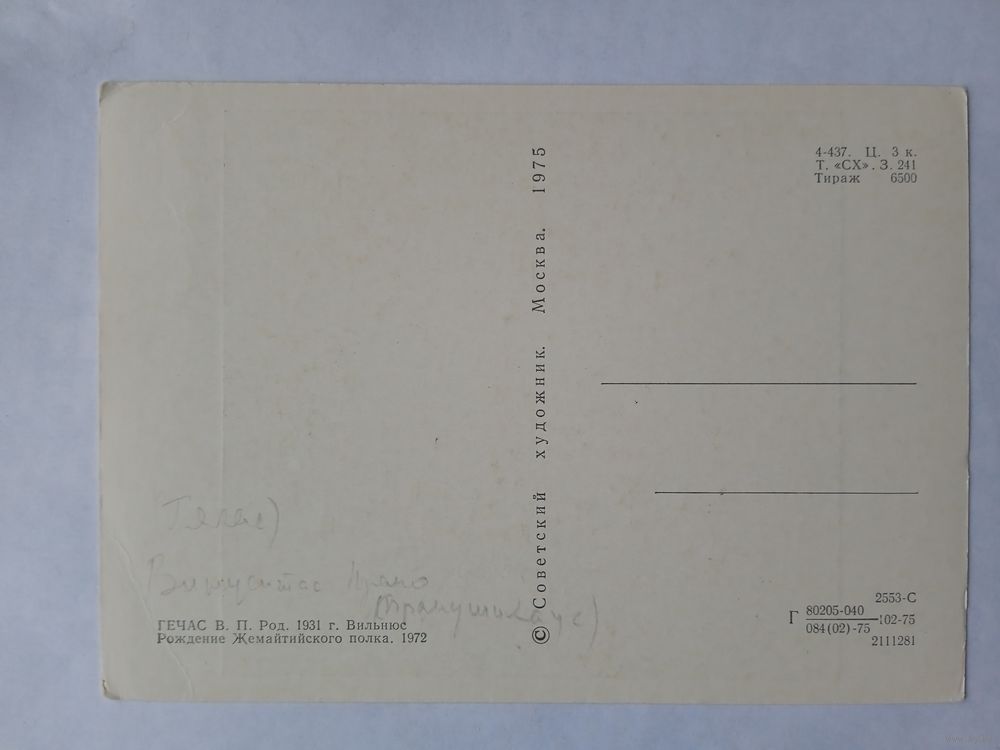 4-437. Ц. 3 к.
Т. «СХ». З. 241
Тираж 6500
© Советский художник. Москва. 1975
ГЕЧАС В. П. Род. 1931 г. Вильнюс
Рождение Жемайтийского полка. 1972
2553-С
Г 80205-040 102-75
084(02)-75
2111281